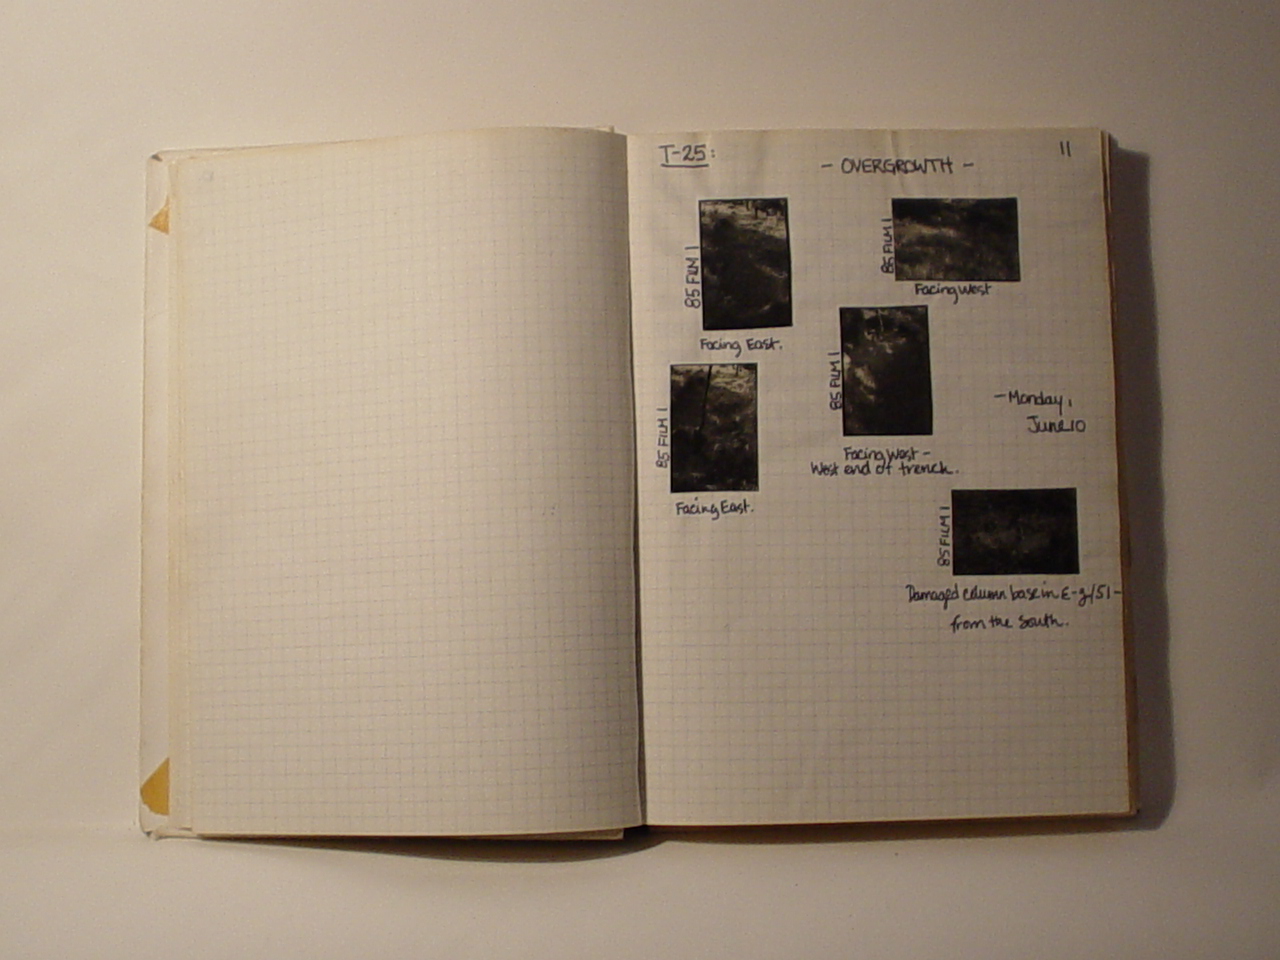 T-25:
11
- OVERGROWTH -
85 FILM 1
Facing East.
85 FILM 1
Facing West
85 FILM 1
Facing West -
West end of trench.
- Monday,
June 10
85 FILM 1
Facing East.
85 FILM 1
Damaged column base in E-g/51-
from the South.